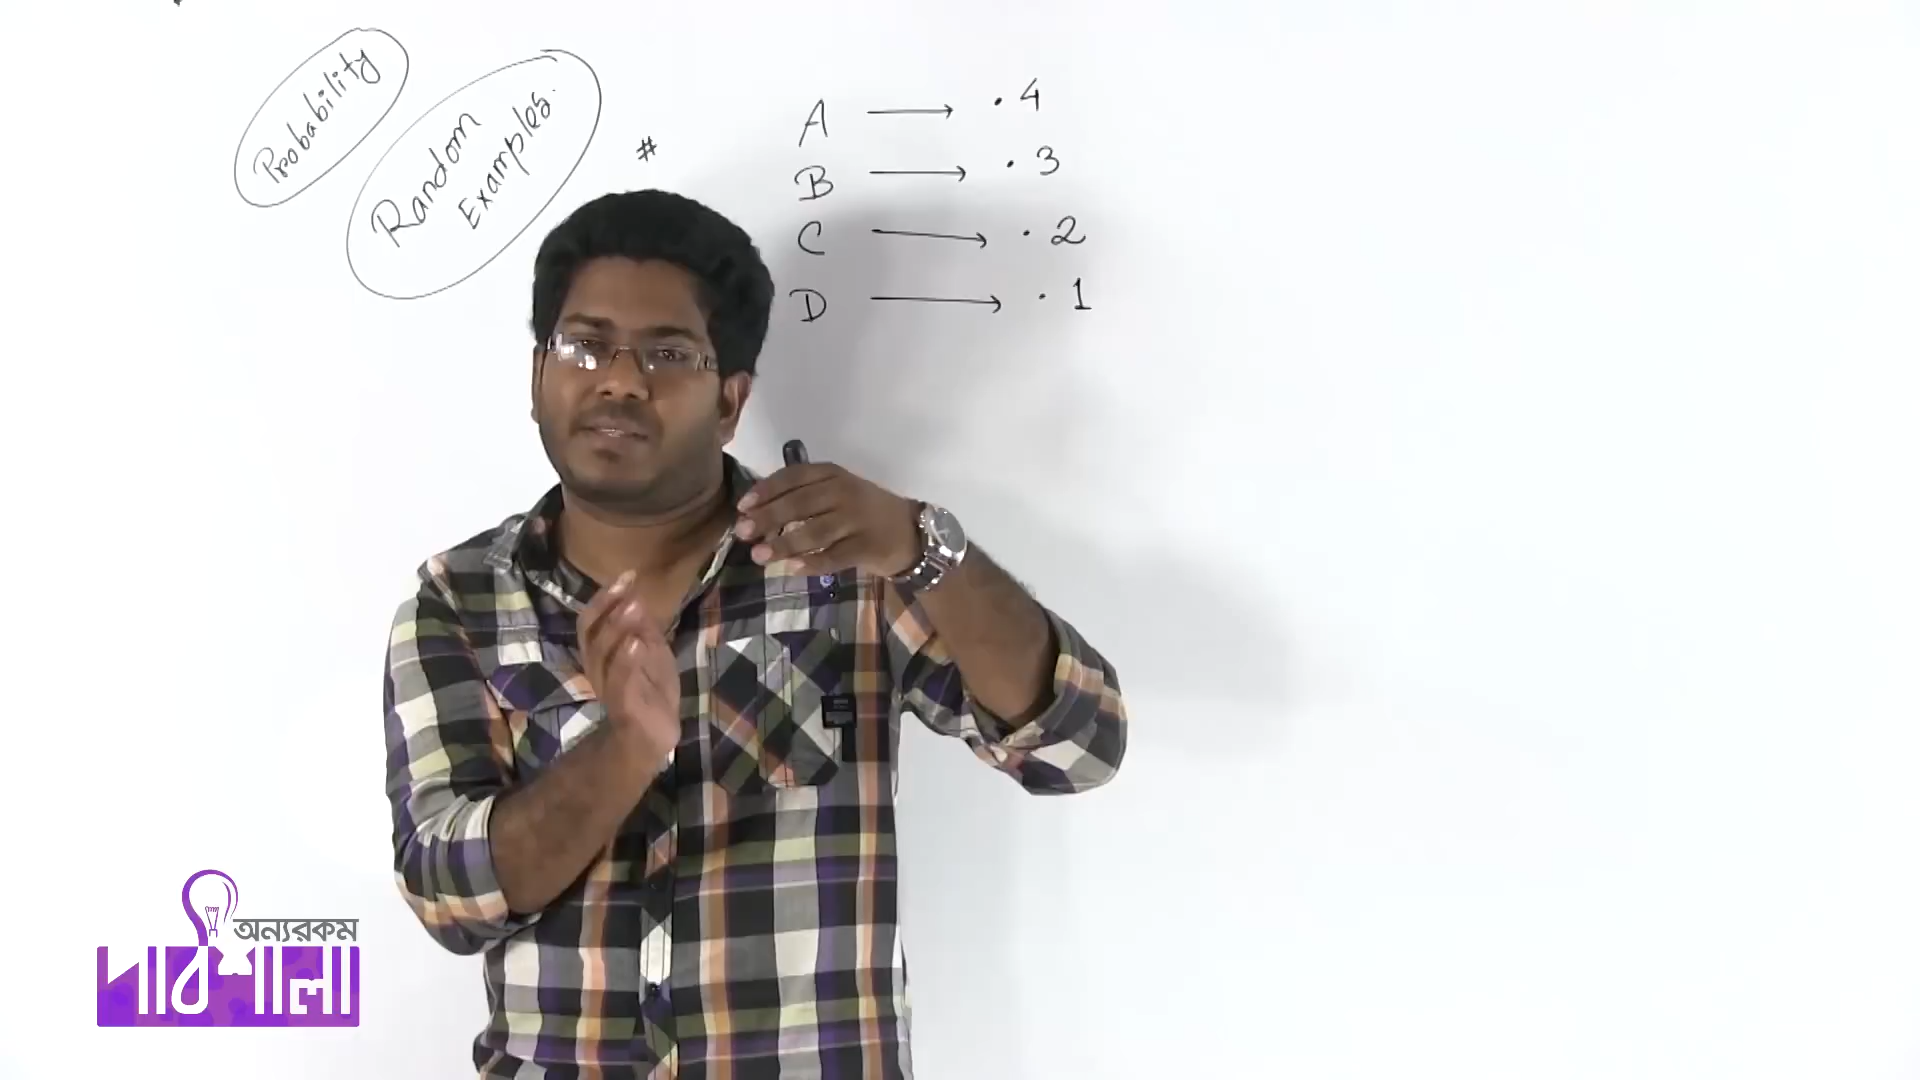 Probability
Random
Examples.
#
A → .4
B → .3
C → .2
D → .1
অন্যরকম
পাঠশালা